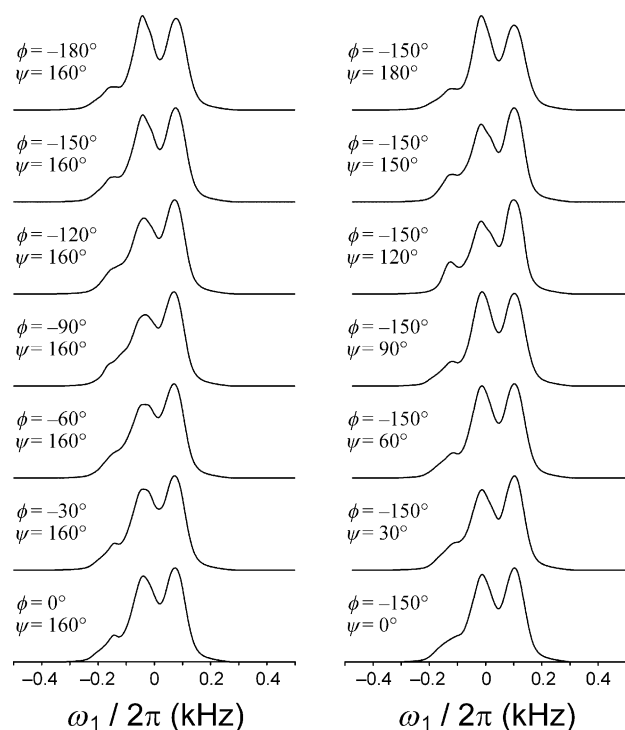 ϕ = –180°
ψ = 160°
ϕ = –150°
ψ = 160°
ϕ = –120°
ψ = 160°
ϕ = –90°
ψ = 160°
ϕ = –60°
ψ = 160°
ϕ = –30°
ψ = 160°
ϕ = 0°
ψ = 160°
–0.4 –0.2 0 0.2 0.4
ω1 / 2π (kHz)
ϕ = –150°
ψ = 180°
ϕ = –150°
ψ = 150°
ϕ = –150°
ψ = 120°
ϕ = –150°
ψ = 90°
ϕ = –150°
ψ = 60°
ϕ = –150°
ψ = 30°
ϕ = –150°
ψ = 0°
–0.4 –0.2 0 0.2 0.4
ω1 / 2π (kHz)